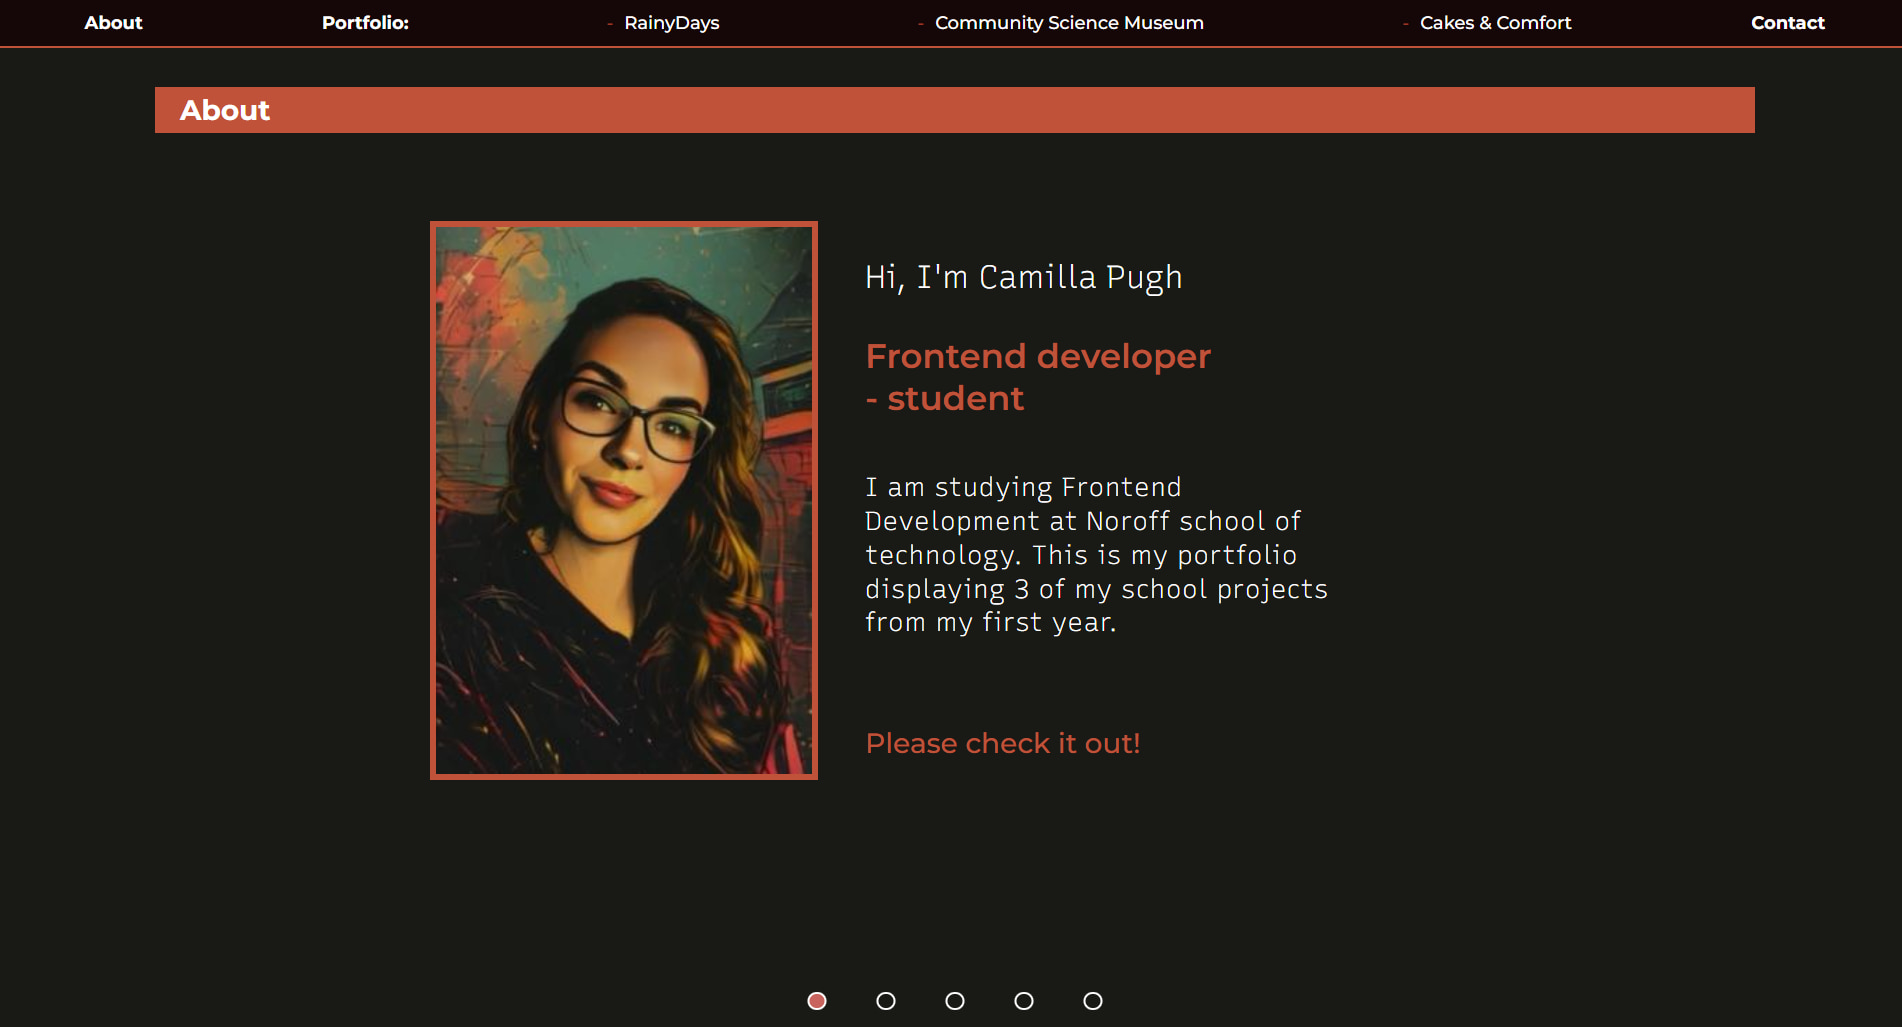 About
Portfolio:
- RainyDays
- Community Science Museum
- Cakes & Comfort
Contact
About
Hi, I'm Camilla Pugh
Frontend developer
- student
I am studying Frontend
Development at Noroff school of
technology. This is my portfolio
displaying 3 of my school projects
from my first year.
Please check it out!